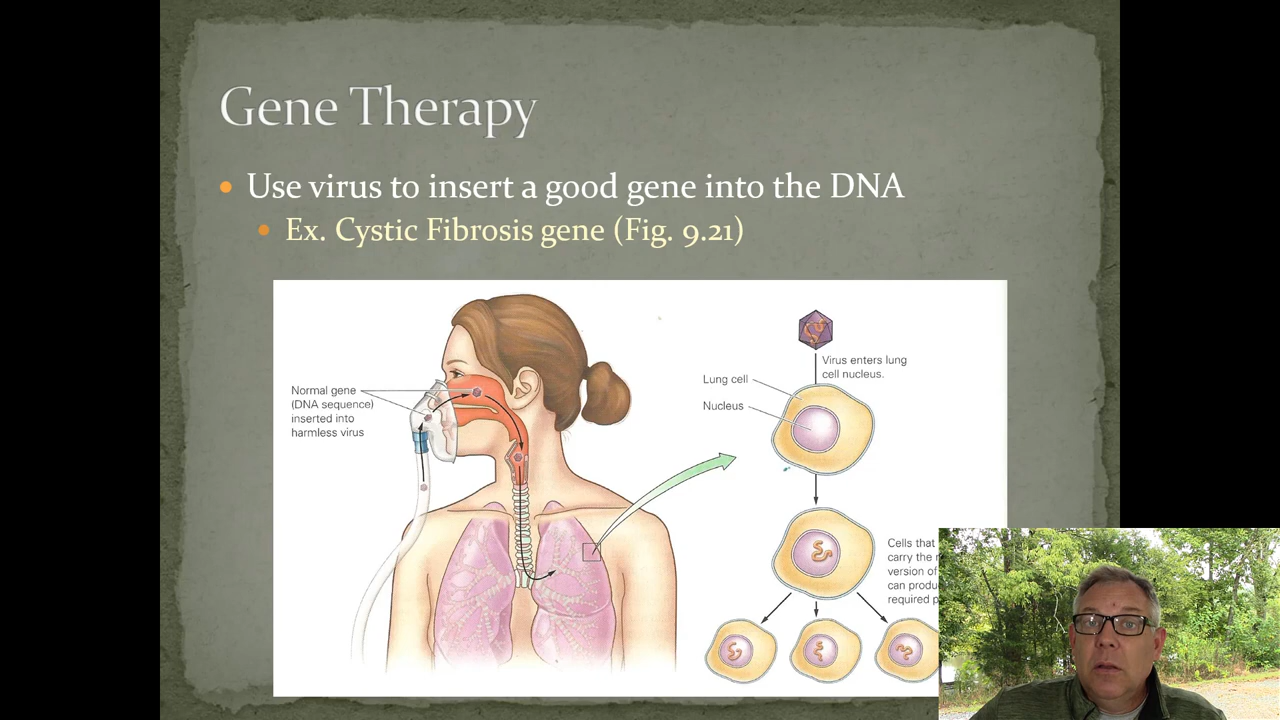 Gene Therapy
Use virus to insert a good gene into the DNA
Ex. Cystic Fibrosis gene (Fig. 9.21)
Normal gene
(DNA sequence)
inserted into
harmless virus
Virus enters lung
cell nucleus.
Lung cell
Nucleus
Cells that
carry the
version of
can
required